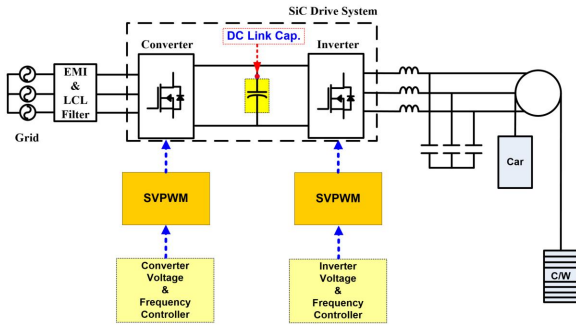 SiC Drive System
Converter
DC Link Cap.
Inverter
EMI
&
LCL
Filter
Grid
Car
SVPWM
SVPWM
Converter
Voltage
&
Frequency
Controller
Inverter
Voltage
&
Frequency
Controller
C/W